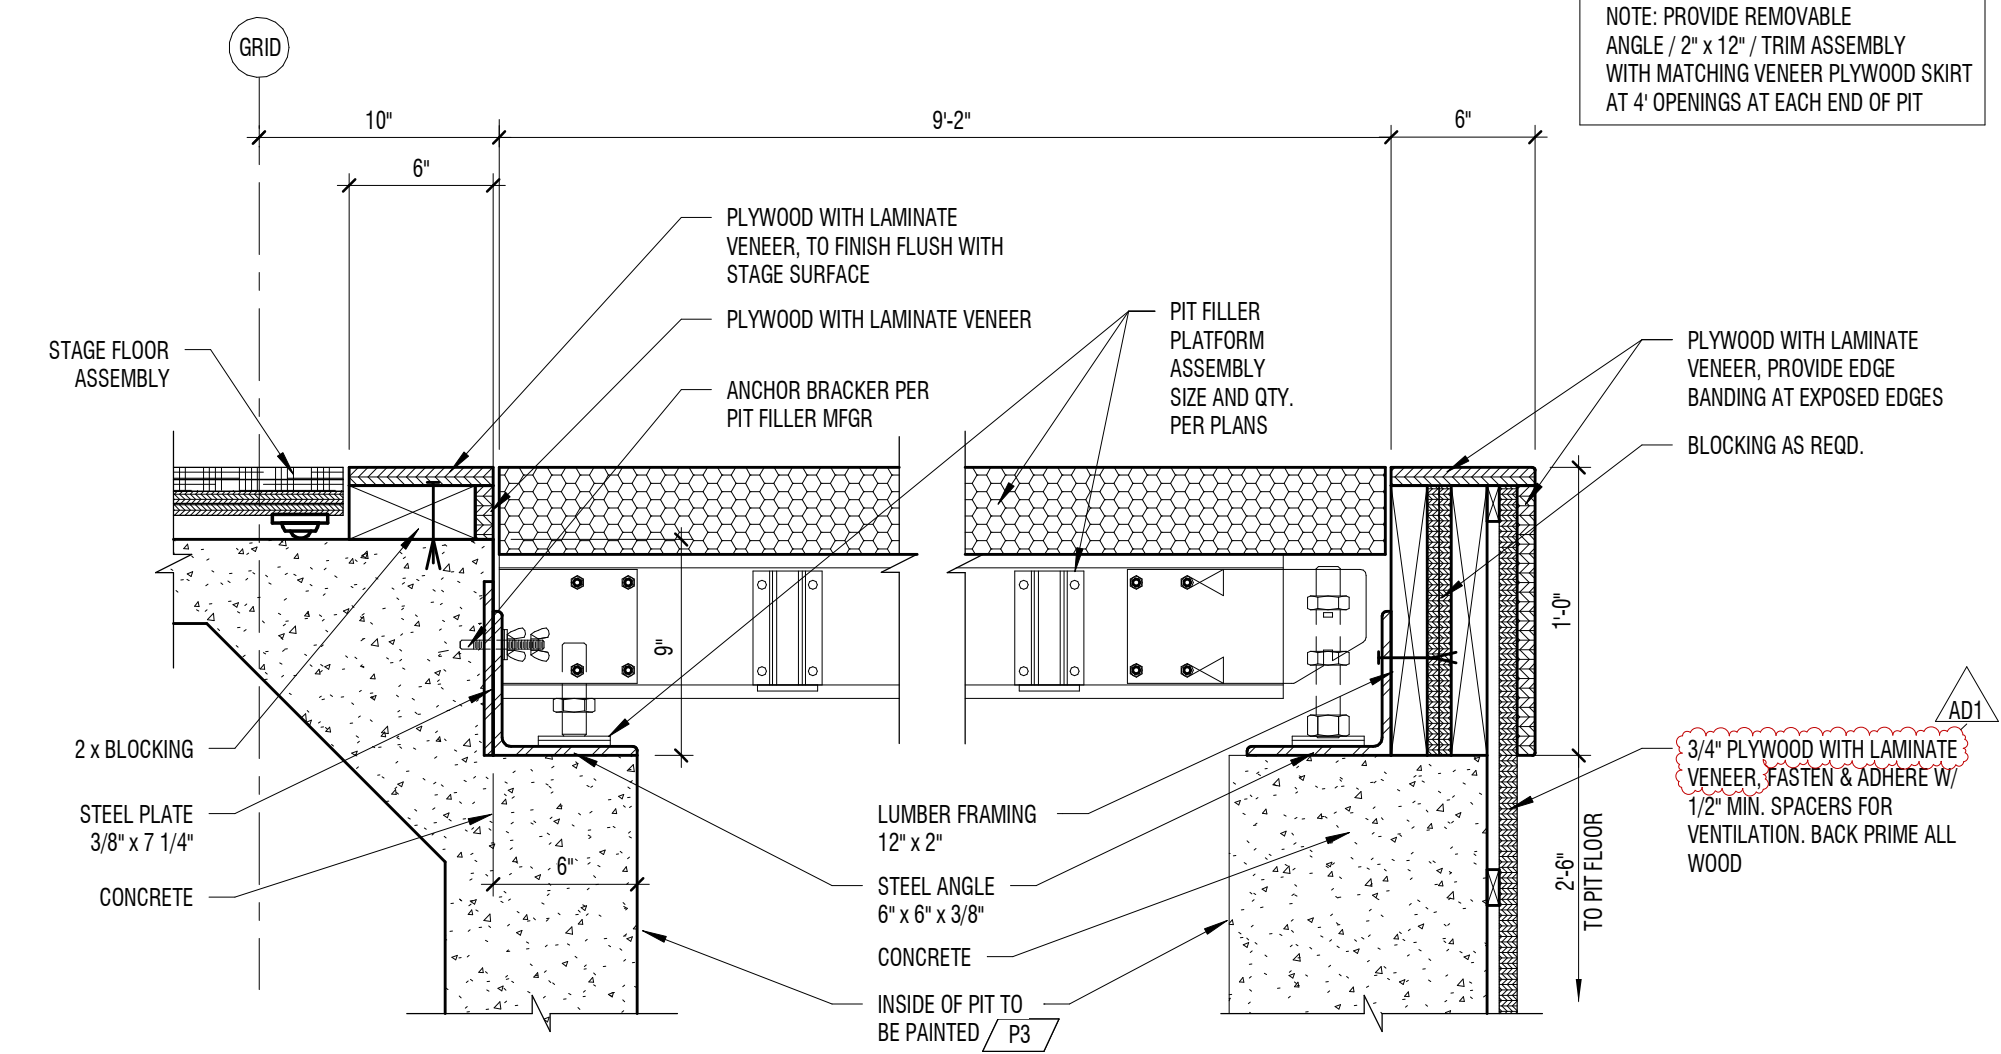 NOTE: PROVIDE REMOVABLE
ANGLE / 2" x 12" / TRIM ASSEMBLY
WITH MATCHING VENEER PLYWOOD SKIRT
AT 4' OPENINGS AT EACH END OF PIT
GRID
10"
9'-2"
6"
6"
PLYWOOD WITH LAMINATE
VENEER, TO FINISH FLUSH WITH
STAGE SURFACE
PLYWOOD WITH LAMINATE VENEER
ANCHOR BRACKER PER
PIT FILLER MFGR
STAGE FLOOR
ASSEMBLY
PIT FILLER
PLATFORM
ASSEMBLY
SIZE AND QTY.
PER PLANS
PLYWOOD WITH LAMINATE
VENEER, PROVIDE EDGE
BANDING AT EXPOSED EDGES
BLOCKING AS REQD.
9"
1'-0"
AD1
2 x BLOCKING
STEEL PLATE
3/8" x 7 1/4"
CONCRETE
6"
LUMBER FRAMING
12" x 2"
STEEL ANGLE
6" x 6" x 3/8"
CONCRETE
INSIDE OF PIT TO
BE PAINTED
P3
3/4" PLYWOOD WITH LAMINATE
VENEER, FASTEN & ADHERE W/
1/2" MIN. SPACERS FOR
VENTILATION. BACK PRIME ALL
WOOD
2'-6"
TO PIT FLOOR